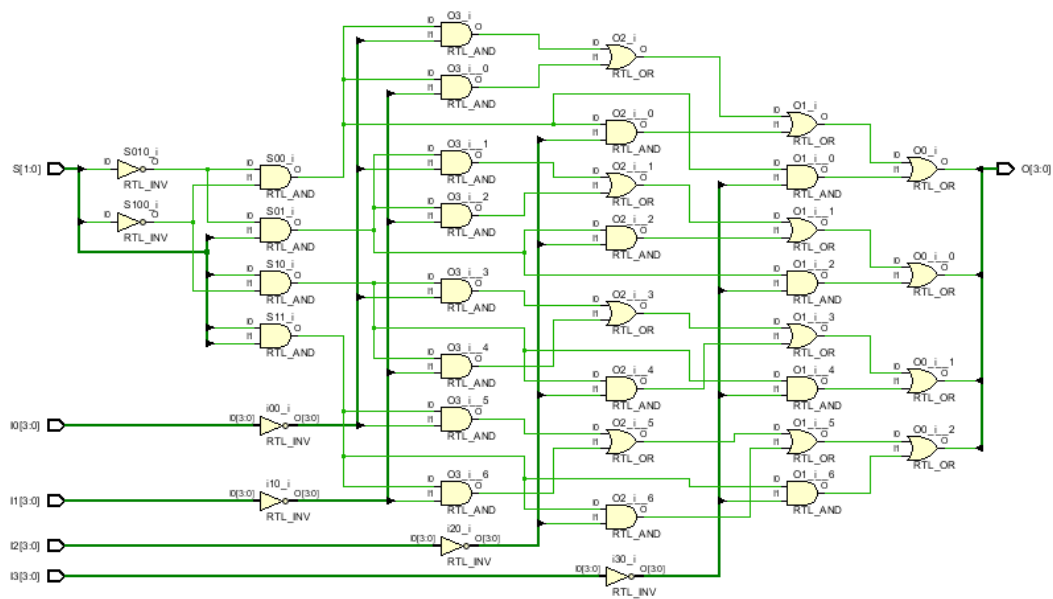 O3_i
I0 O
I1
RTL_AND
O2_i
I0 O
I1
RTL_OR
O3_i__0
I0 O
I1
RTL_AND
O1_i
I0 O
I1
RTL_OR
O2_i__0
I0 O
I1
RTL_AND
S[1:0]
S010_i
I0 O
RTL_INV
S00_i
I0 O
I1
RTL_AND
O3_i__1
I0 O
I1
RTL_AND
O2_i__1
I0 O
I1
RTL_OR
O1_i__0
I0 O
I1
RTL_AND
O0_i
I0 O
I1
RTL_OR
O[3:0]
S100_i
I0 O
RTL_INV
S01_i
I0 O
I1
RTL_AND
O3_i__2
I0 O
I1
RTL_AND
O2_i__2
I0 O
I1
RTL_AND
O1_i__1
I0 O
I1
RTL_OR
S10_i
I0 O
I1
RTL_AND
O3_i__3
I0 O
I1
RTL_AND
O2_i__3
I0 O
I1
RTL_OR
O1_i__2
I0 O
I1
RTL_AND
O0_i__0
I0 O
I1
RTL_OR
S11_i
I0 O
I1
RTL_AND
O3_i__4
I0 O
I1
RTL_AND
O2_i__4
I0 O
I1
RTL_AND
O1_i__3
I0 O
I1
RTL_OR
O1_i__4
I0 O
I1
RTL_AND
O0_i__1
I0 O
I1
RTL_OR
I0[3:0]
i00_i
I0[3:0] O[3:0]
RTL_INV
O3_i__5
I0 O
I1
RTL_AND
O2_i__5
I0 O
I1
RTL_OR
O1_i__5
I0 O
I1
RTL_OR
O0_i__2
I0 O
I1
RTL_OR
I1[3:0]
i10_i
I0[3:0] O[3:0]
RTL_INV
O3_i__6
I0 O
I1
RTL_AND
O2_i__6
I0 O
I1
RTL_AND
O1_i__6
I0 O
I1
RTL_AND
I2[3:0]
i20_i
I0[3:0] O[3:0]
RTL_INV
I3[3:0]
i30_i
I0[3:0] O[3:0]
RTL_INV